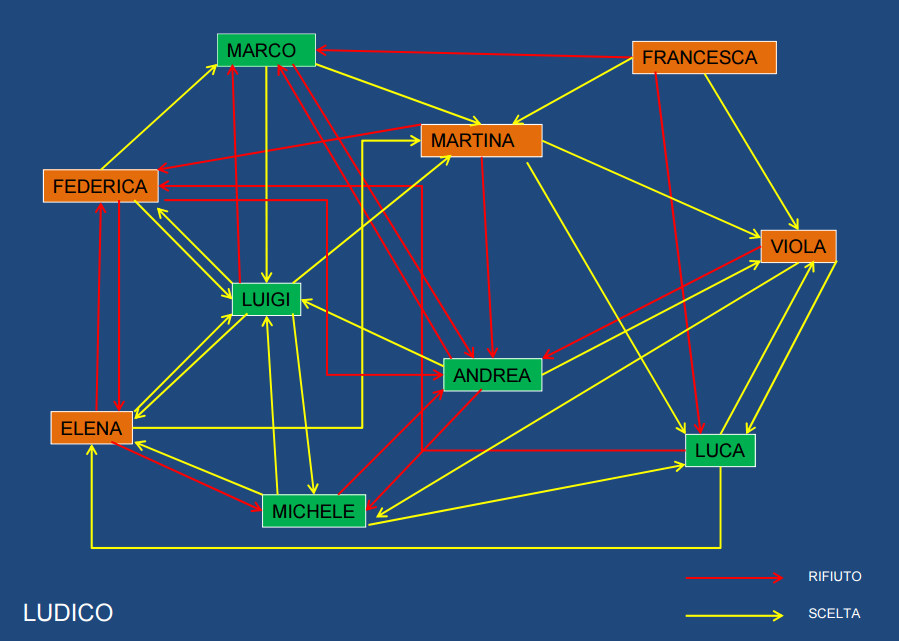 MARCO
FRANCESCA
MARTINA
FEDERICA
VIOLA
LUIGI
ANDREA
ELENA
LUCA
MICHELE
RIFIUTO
SCELTA
LUDICO